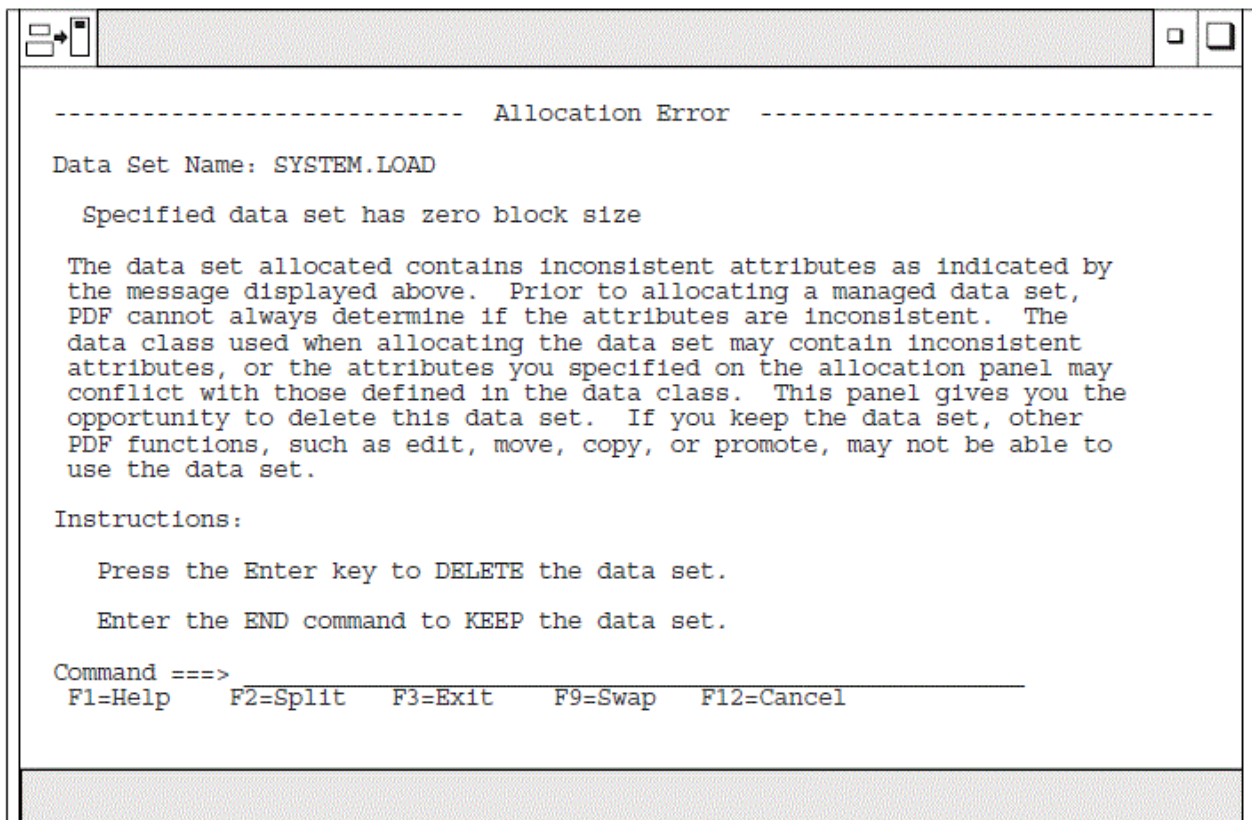 ---------------------------- Allocation Error -------------------------------
Data Set Name: SYSTEM.LOAD
Specified data set has zero block size
The data set allocated contains inconsistent attributes as indicated by
the message displayed above.  Prior to allocating a managed data set,
PDF cannot always determine if the attributes are inconsistent.  The
data class used when allocating the data set may contain inconsistent
attributes, or the attributes you specified on the allocation panel may
conflict with those defined in the data class.  This panel gives you the
opportunity to delete this data set.  If you keep the data set, other
PDF functions, such as edit, move, copy, or promote, may not be able to
use the data set.
Instructions:
Press the Enter key to DELETE the data set.
Enter the END command to KEEP the data set.
Command ===> _____________________________________________________
F1=Help    F2=Split   F3=Exit    F9=Swap   F12=Cancel